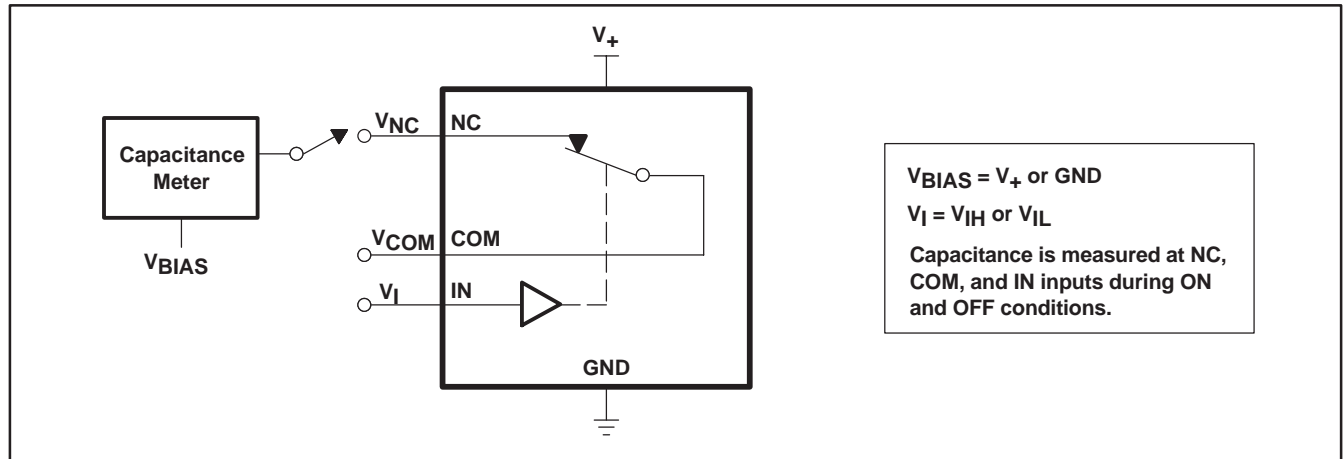 V+
VNC
NC
Capacitance
Meter
VCOM
COM
VBIAS
VI
IN
GND
VBIAS = V+ or GND
VI = VIH or VIL
Capacitance is measured at NC,
COM, and IN inputs during ON
and OFF conditions.